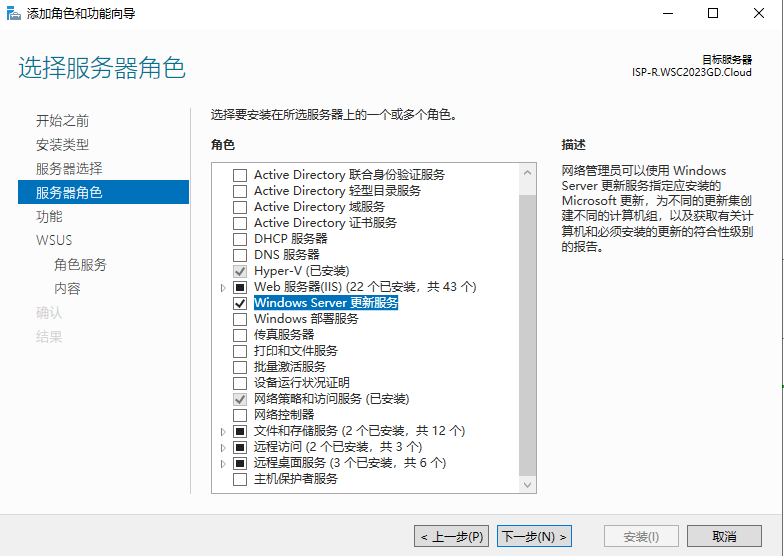 添加角色和功能向导
选择服务器角色
目标服务器
ISP-R.WSC2023GD.Cloud
开始之前
安装类型
服务器选择
服务器角色
功能
WSUS
角色服务
内容
确认
结果
选择要安装在所选服务器上的一个或多个角色。
角色
Active Directory 联合身份验证服务
Active Directory 轻型目录服务
Active Directory 域服务
Active Directory 证书服务
DHCP 服务器
DNS 服务器
Hyper-V (已安装)
Web 服务器(IIS) (22 个已安装，共 43 个)
Windows Server 更新服务
Windows 部署服务
传真服务器
打印和文件服务
批量激活服务
设备运行状况证明
网络策略和访问服务 (已安装)
网络控制器
文件和存储服务 (2 个已安装，共 12 个)
远程访问 (2 个已安装，共 3 个)
远程桌面服务 (3 个已安装，共 6 个)
主机保护者服务
描述
网络管理员可以使用 Windows
Server 更新服务指定应安装的
Microsoft 更新，为不同的更新集创
建不同的计算机组，以及获取有关计
算机和必须安装的更新的符合性级别
的报告。
< 上一步(P)
下一步(N) >
安装(I)
取消